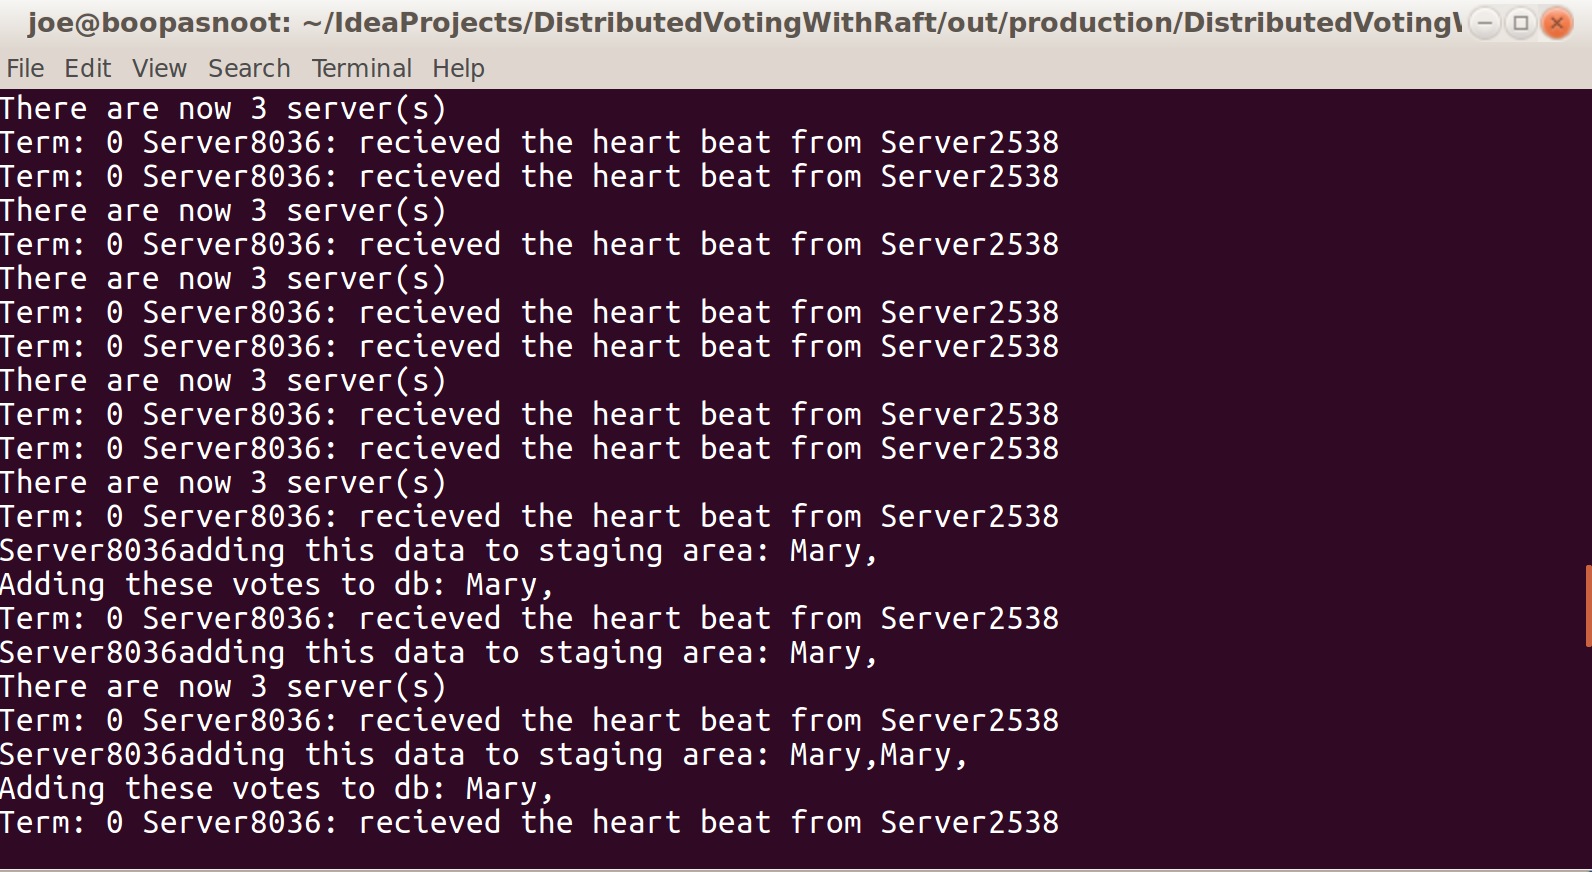 joe@boopasnoot: ~/IdeaProjects/DistributedVotingWithRaft/out/production/DistributedVoting
File Edit View Search Terminal Help
There are now 3 server(s)
Term: 0 Server8036: recieved the heart beat from Server2538
Term: 0 Server8036: recieved the heart beat from Server2538
There are now 3 server(s)
Term: 0 Server8036: recieved the heart beat from Server2538
There are now 3 server(s)
Term: 0 Server8036: recieved the heart beat from Server2538
Term: 0 Server8036: recieved the heart beat from Server2538
There are now 3 server(s)
Term: 0 Server8036: recieved the heart beat from Server2538
Term: 0 Server8036: recieved the heart beat from Server2538
There are now 3 server(s)
Term: 0 Server8036: recieved the heart beat from Server2538
Server8036adding this data to staging area: Mary,
Adding these votes to db: Mary,
Term: 0 Server8036: recieved the heart beat from Server2538
Server8036adding this data to staging area: Mary,
There are now 3 server(s)
Term: 0 Server8036: recieved the heart beat from Server2538
Server8036adding this data to staging area: Mary,Mary,
Adding these votes to db: Mary,
Term: 0 Server8036: recieved the heart beat from Server2538